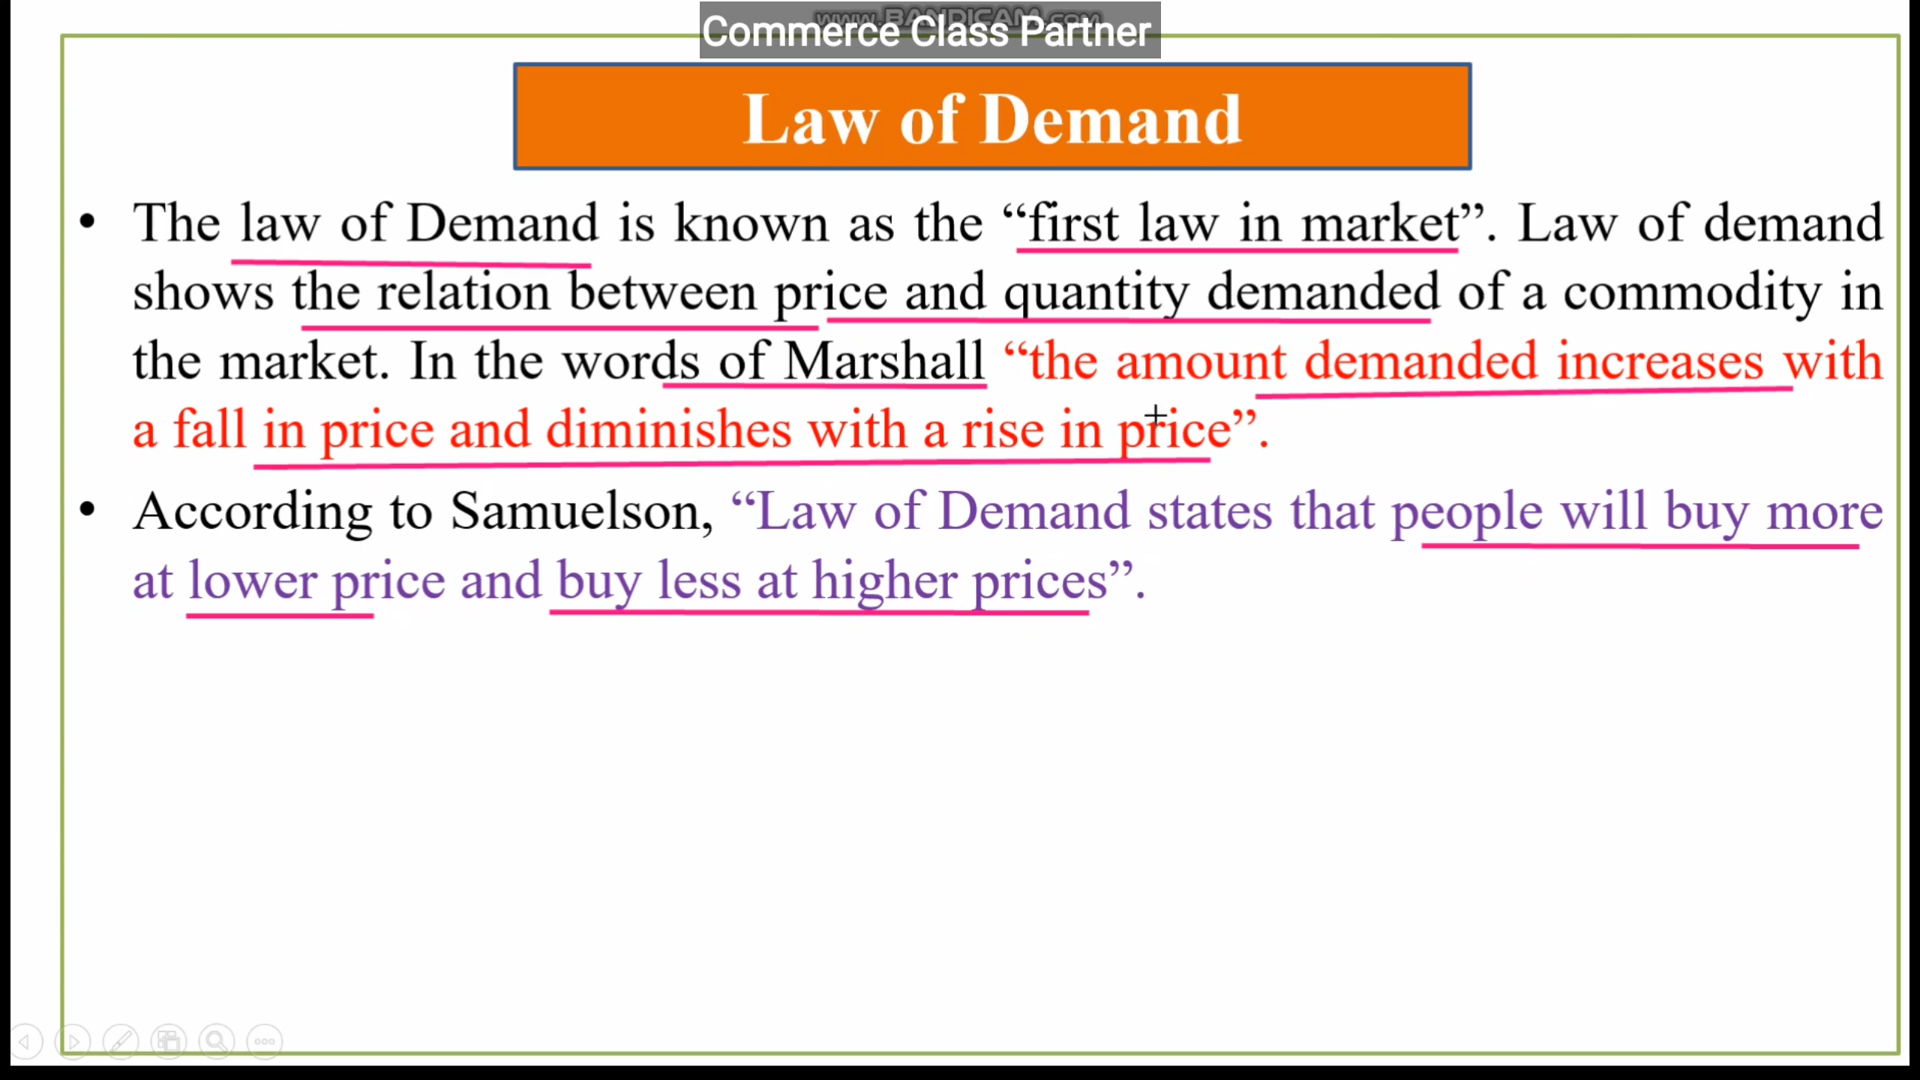 www.BANDICAM.com
Commerce Class Partner
Law of Demand
• The law of Demand is known as the “first law in market”. Law of demand
shows the relation between price and quantity demanded of a commodity in
the market. In the words of Marshall “the amount demanded increases with
a fall in price and diminishes with a rise in price”.
• According to Samuelson, “Law of Demand states that people will buy more
at lower price and buy less at higher prices”.